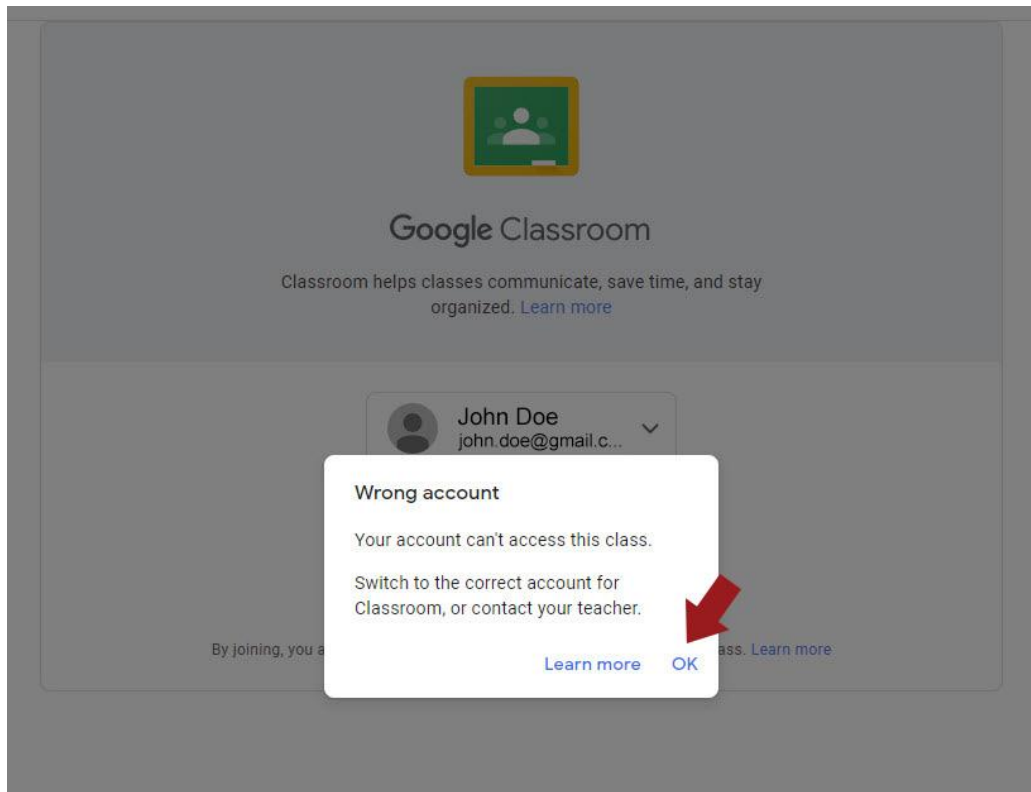 Google Classroom
Classroom helps classes communicate, save time, and stay
organized. Learn more
John Doe
john.doe@gmail.c...
Wrong account
Your account can't access this class.
Switch to the correct account for
Classroom, or contact your teacher.
Learn more OK
By joining, you a
ass. Learn more